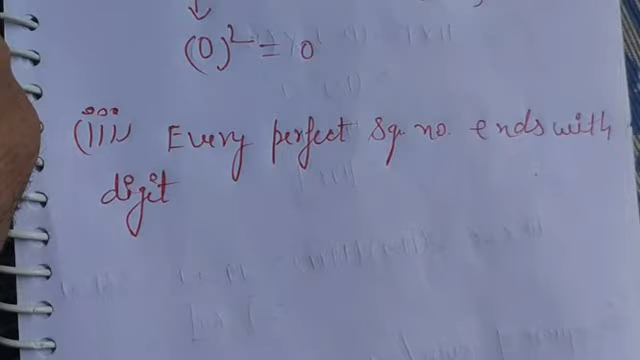 (0)² = 0
(iii) Every perfect sq. no. ends with
digit